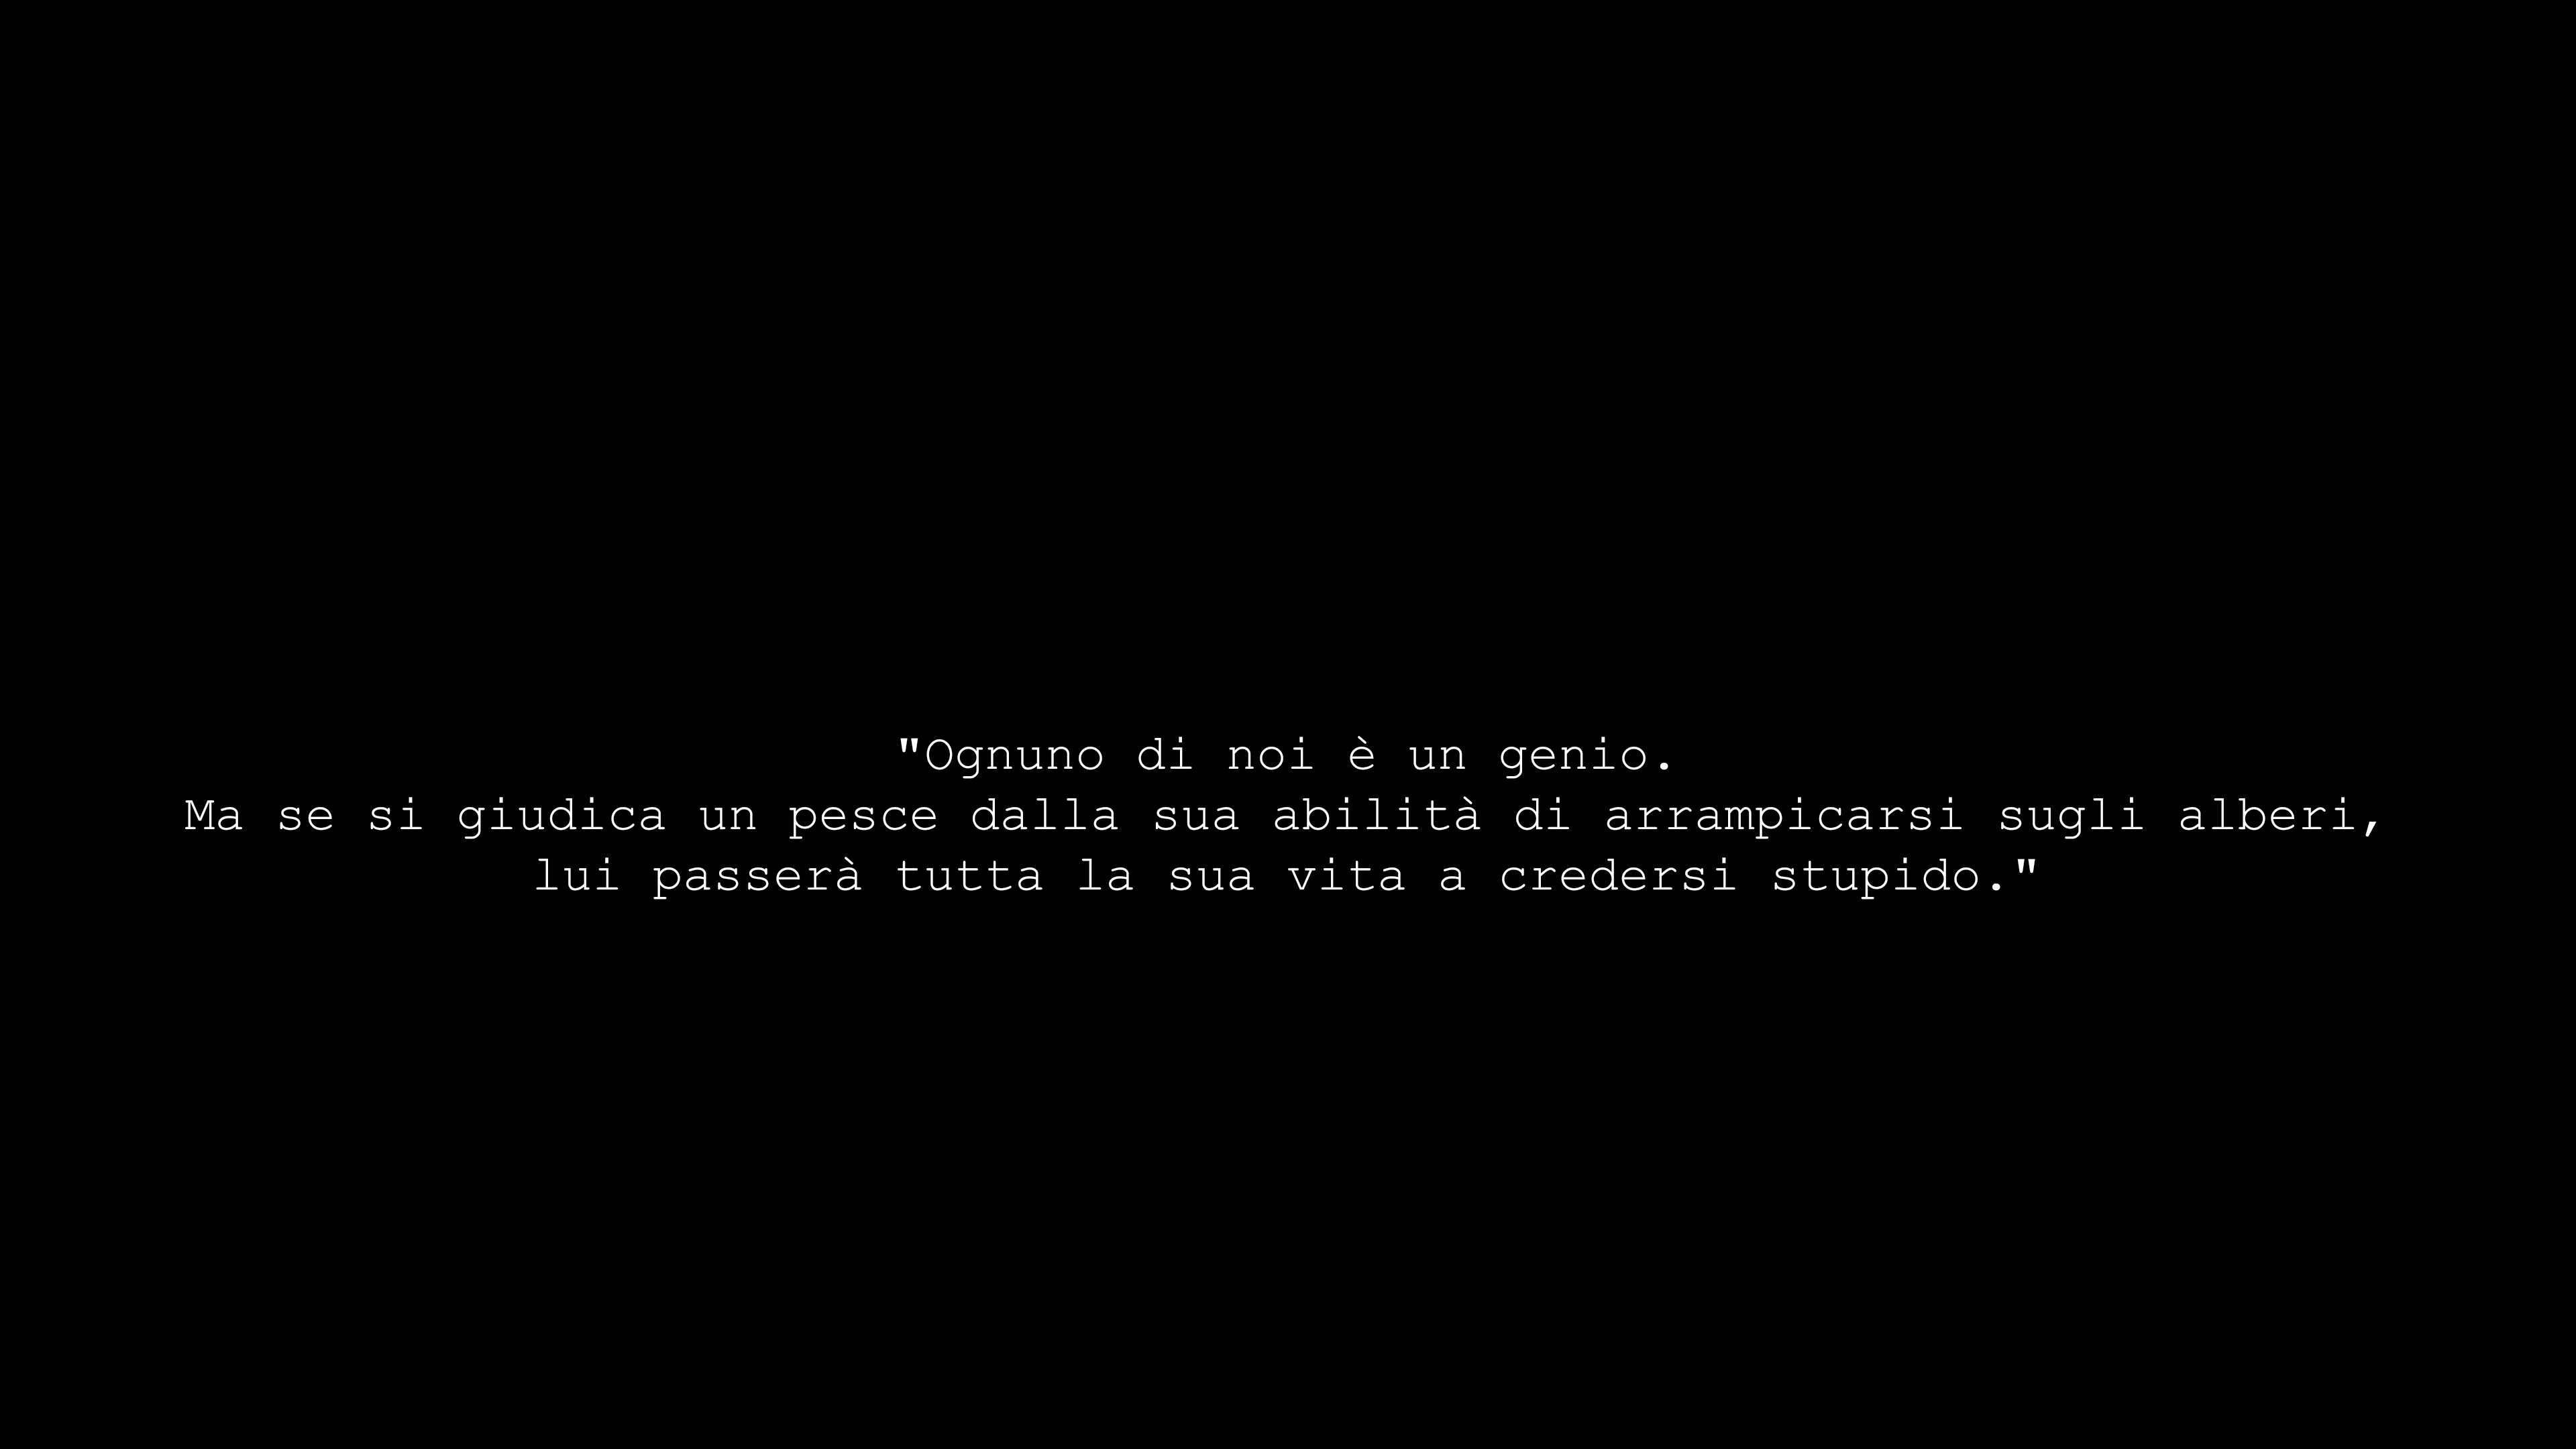 "Ognuno di noi è un genio.
Ma se si giudica un pesce dalla sua abilità di arrampicarsi sugli alberi,
lui passerà tutta la sua vita a credersi stupido."